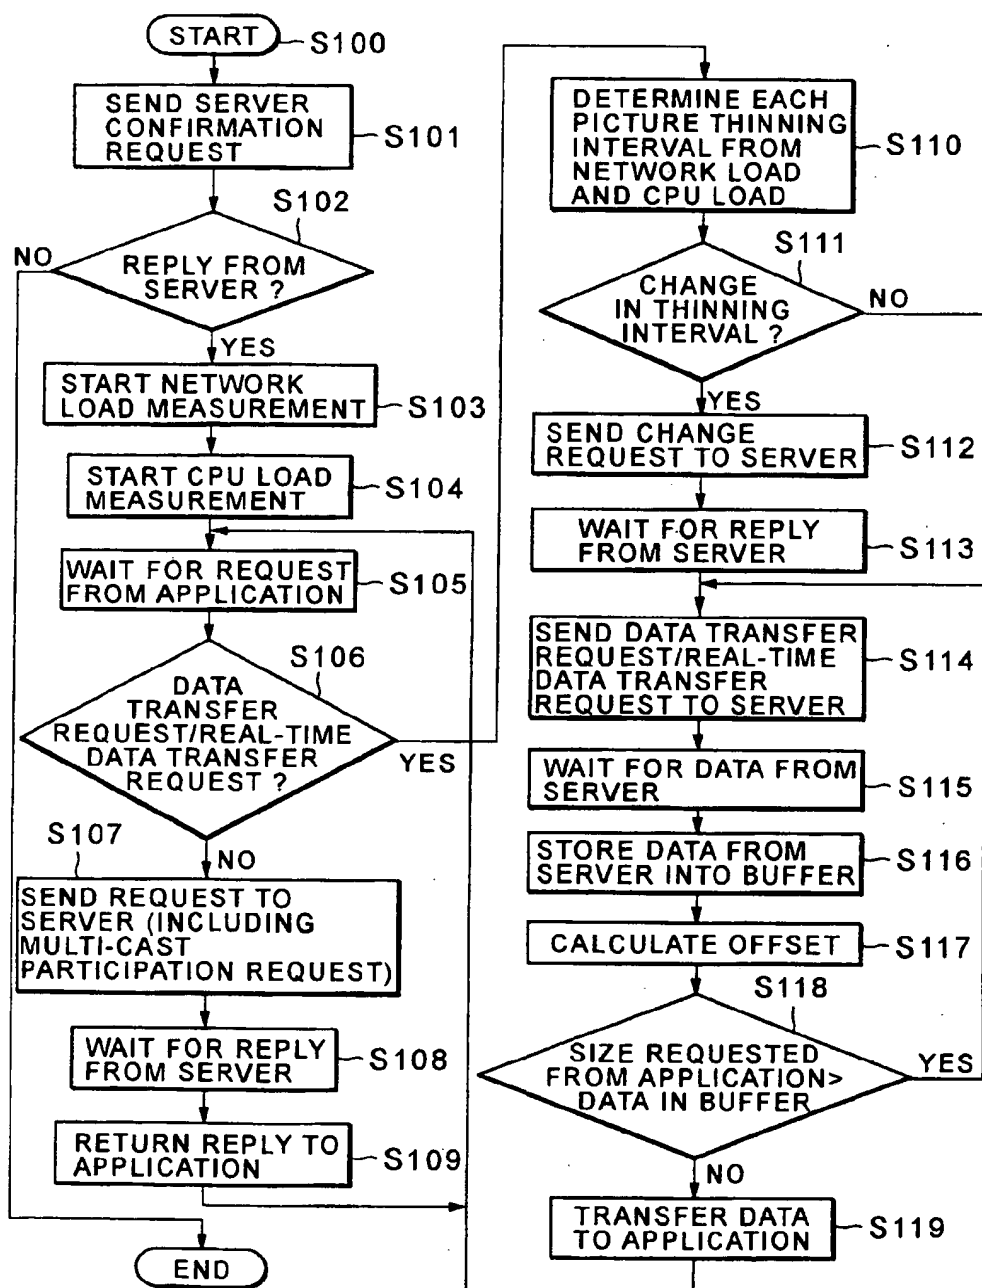 START
S100
SEND SERVER
CONFIRMATION
REQUEST
S101
S102
NO
REPLY FROM
SERVER ?
YES
START NETWORK
LOAD MEASUREMENT
S103
START CPU LOAD
MEASUREMENT
S104
WAIT FOR REQUEST
FROM APPLICATION
S105
S106
DATA
TRANSFER
REQUEST/REAL-TIME
DATA TRANSFER
REQUEST ?
YES
S107
NO
SEND REQUEST TO
SERVER (INCLUDING
MULTI-CAST
PARTICIPATION REQUEST)
WAIT FOR REPLY
FROM SERVER
S108
RETURN REPLY TO
APPLICATION
S109
END
DETERMINE EACH
PICTURE THINNING
INTERVAL FROM
NETWORK LOAD
AND CPU LOAD
S110
S111
CHANGE
IN THINNING
INTERVAL ?
NO
YES
SEND CHANGE
REQUEST TO SERVER
S112
WAIT FOR REPLY
FROM SERVER
S113
SEND DATA TRANSFER
REQUEST/REAL-TIME
DATA TRANSFER
REQUEST TO SERVER
S114
WAIT FOR DATA FROM
SERVER
S115
STORE DATA FROM
SERVER INTO BUFFER
S116
CALCULATE OFFSET
S117
S118
SIZE REQUESTED
FROM APPLICATION>
DATA IN BUFFER
YES
NO
TRANSFER DATA
TO APPLICATION
S119